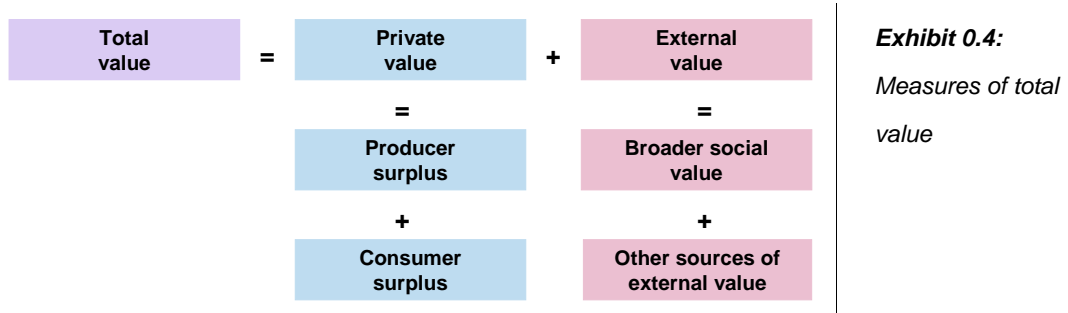 Total
value
=
Private
value
+
External
value
=
=
Producer
surplus
Broader social
value
+
+
Consumer
surplus
Other sources of
external value
Exhibit 0.4:
Measures of total
value